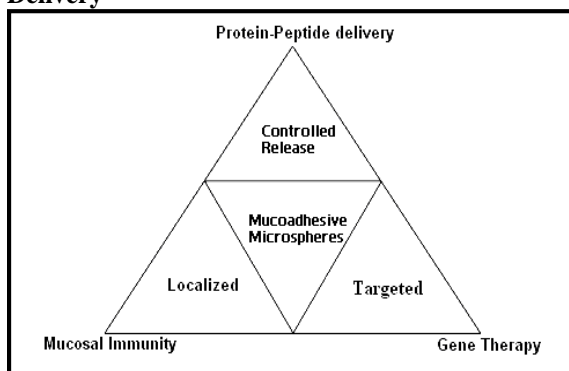 Delivery
Protein-Peptide delivery
Controlled
Release
Mucoadhesive
Microspheres
Localized
Targeted
Mucosal Immunity
Gene Therapy